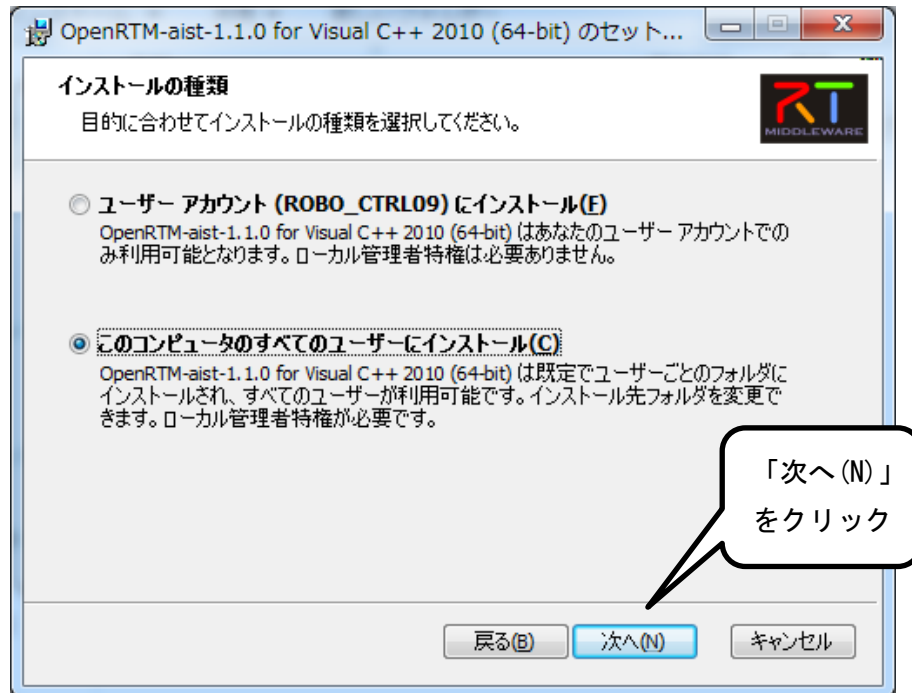 OpenRTM-aist-1.1.0 for Visual C++ 2010 (64-bit) のセット...
インストールの種類
目的に合わせてインストールの種類を選択してください。
RT
MIDDLEWARE
ユーザー アカウント (ROBO_CTRL09) にインストール(F)
OpenRTM-aist-1.1.0 for Visual C++ 2010 (64-bit) はあなたのユーザー アカウントでの
み利用可能となります。ローカル管理者特権は必要ありません。
このコンピュータのすべてのユーザーにインストール(C)
OpenRTM-aist-1.1.0 for Visual C++ 2010 (64-bit) は既定でユーザーごとのフォルダに
インストールされ、すべてのユーザーが利用可能です。インストール先フォルダを変更で
きます。ローカル管理者特権が必要です。
「次へ(N)」
をクリック
戻る(B) 次へ(N) キャンセル